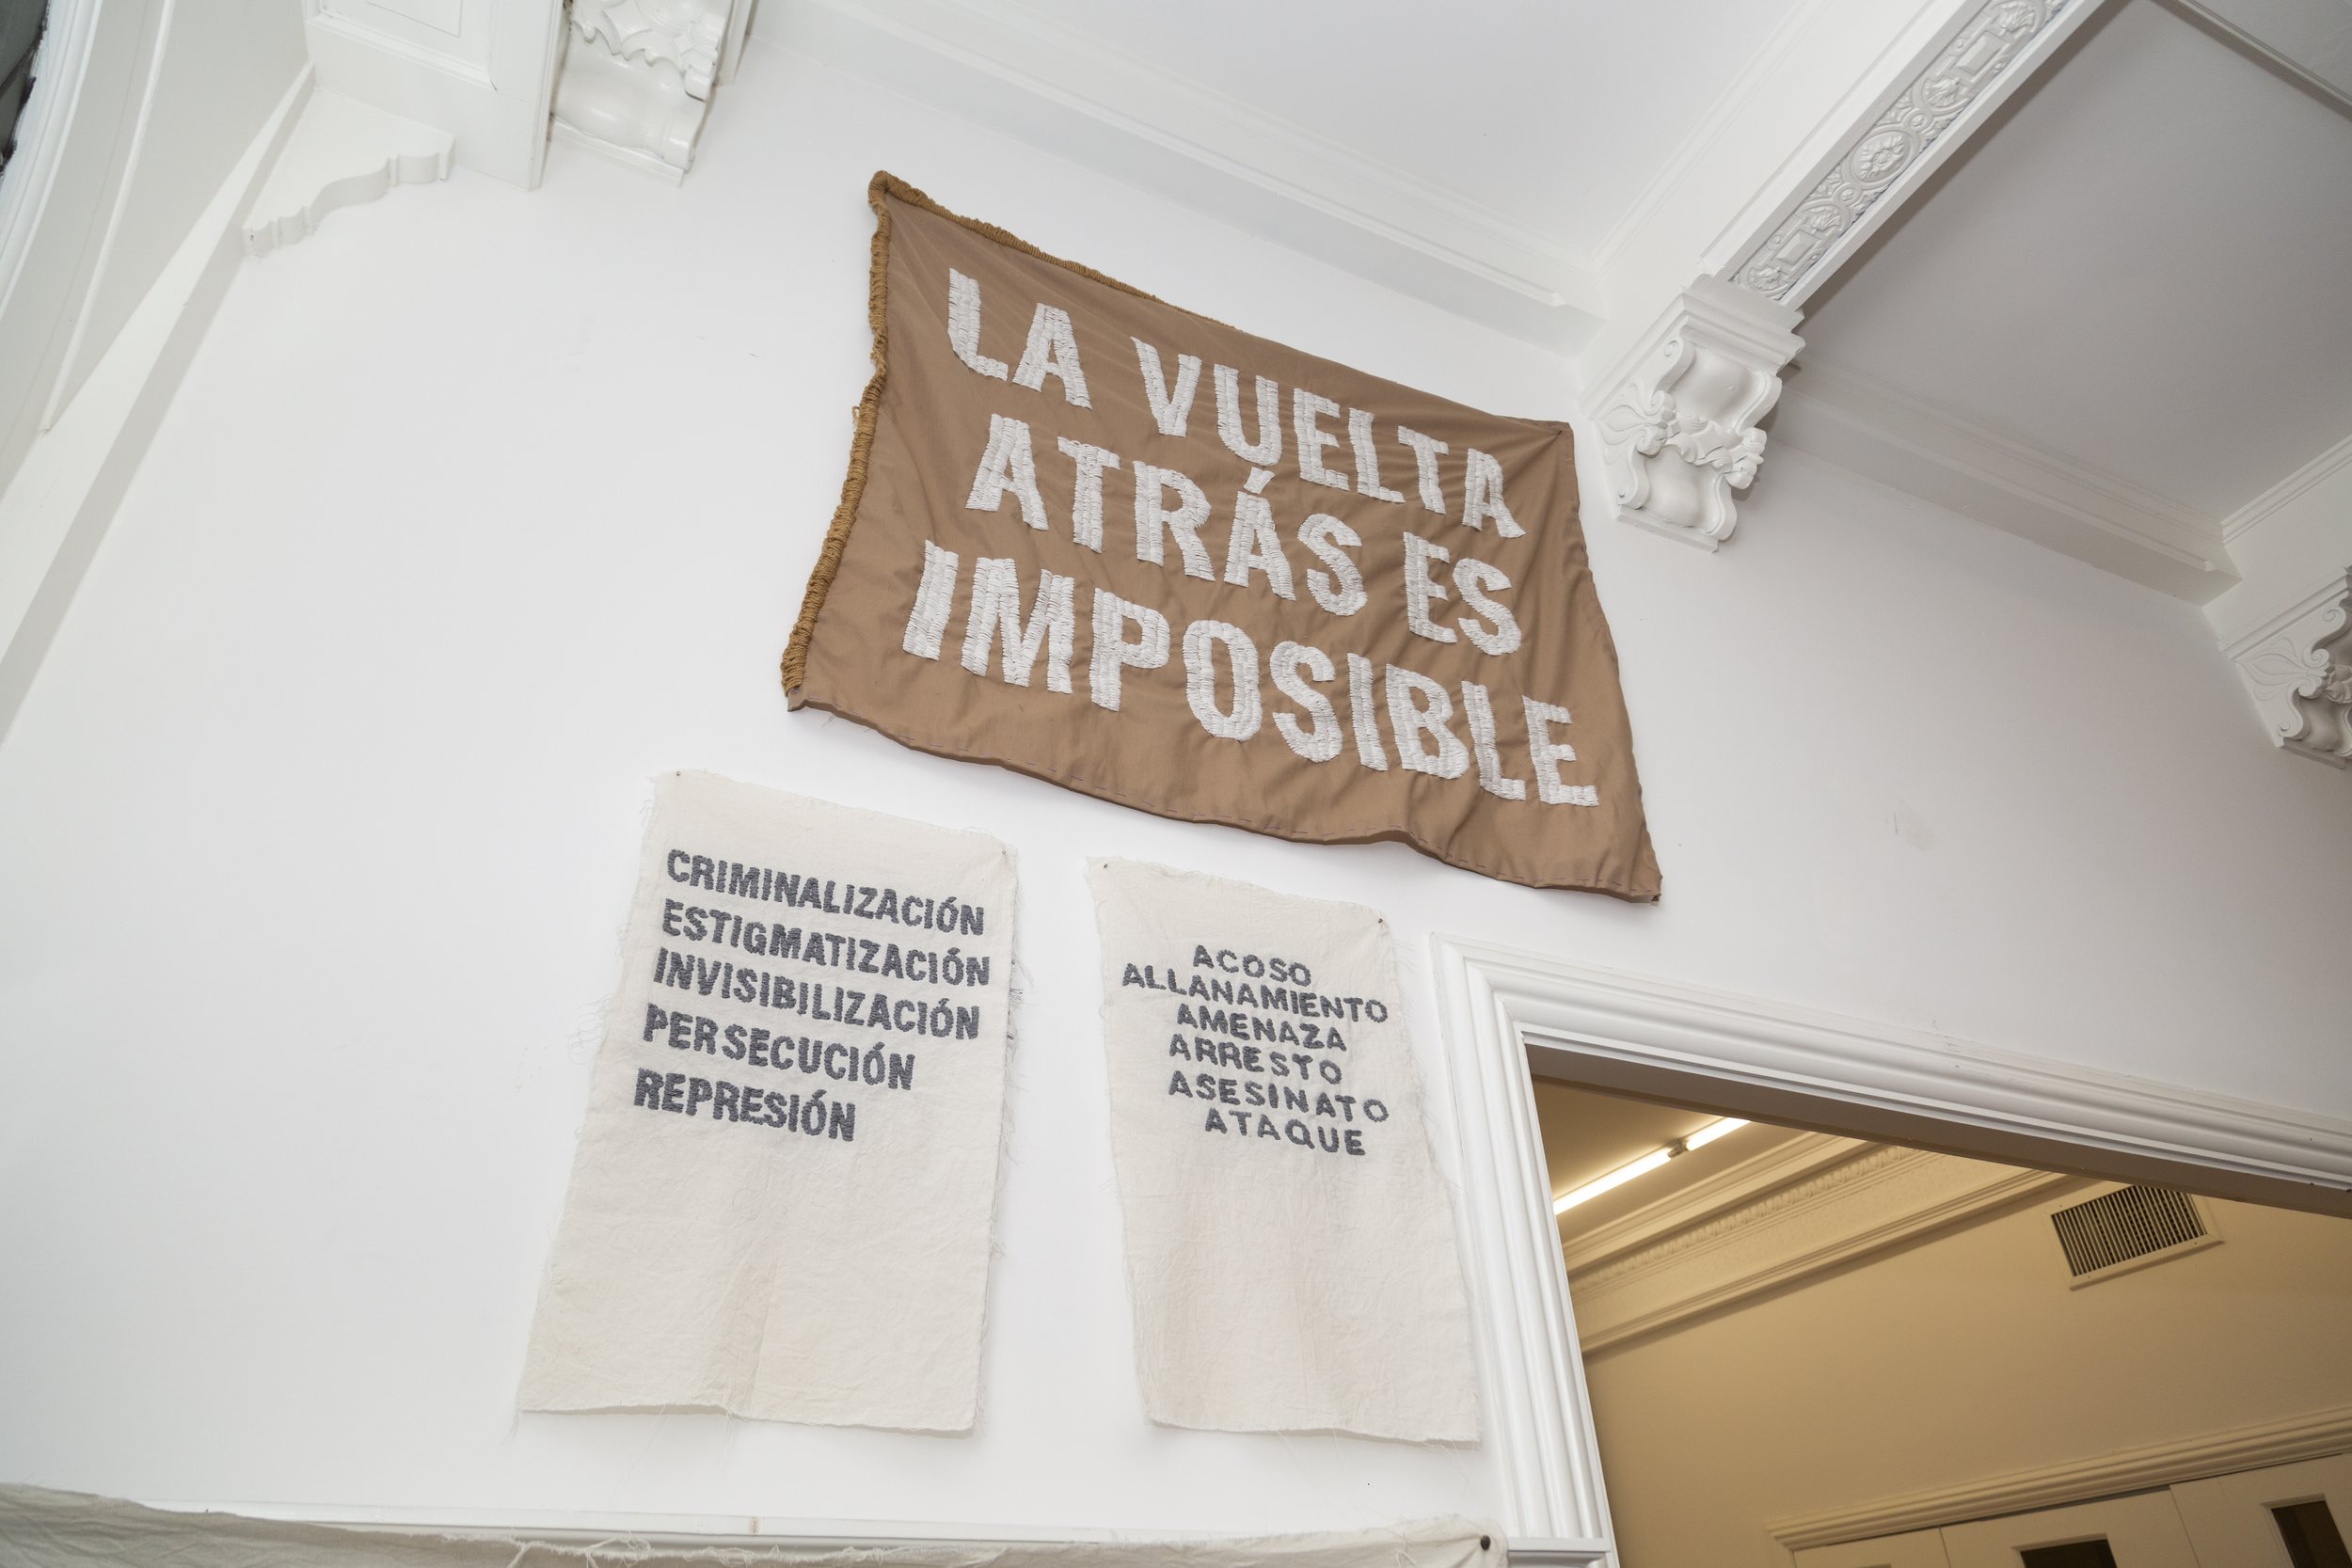 LA VUELTA
ATRÁS ES
IMPOSIBLE
CRIMINALIZACIÓN
ESTIGMATIZACIÓN
INVISIBILIZACIÓN
PERSECUCIÓN
REPRESIÓN
ACOSO
ALLANAMIENTO
AMENAZA
ARRESTO
ASESINATO
ATAQUE